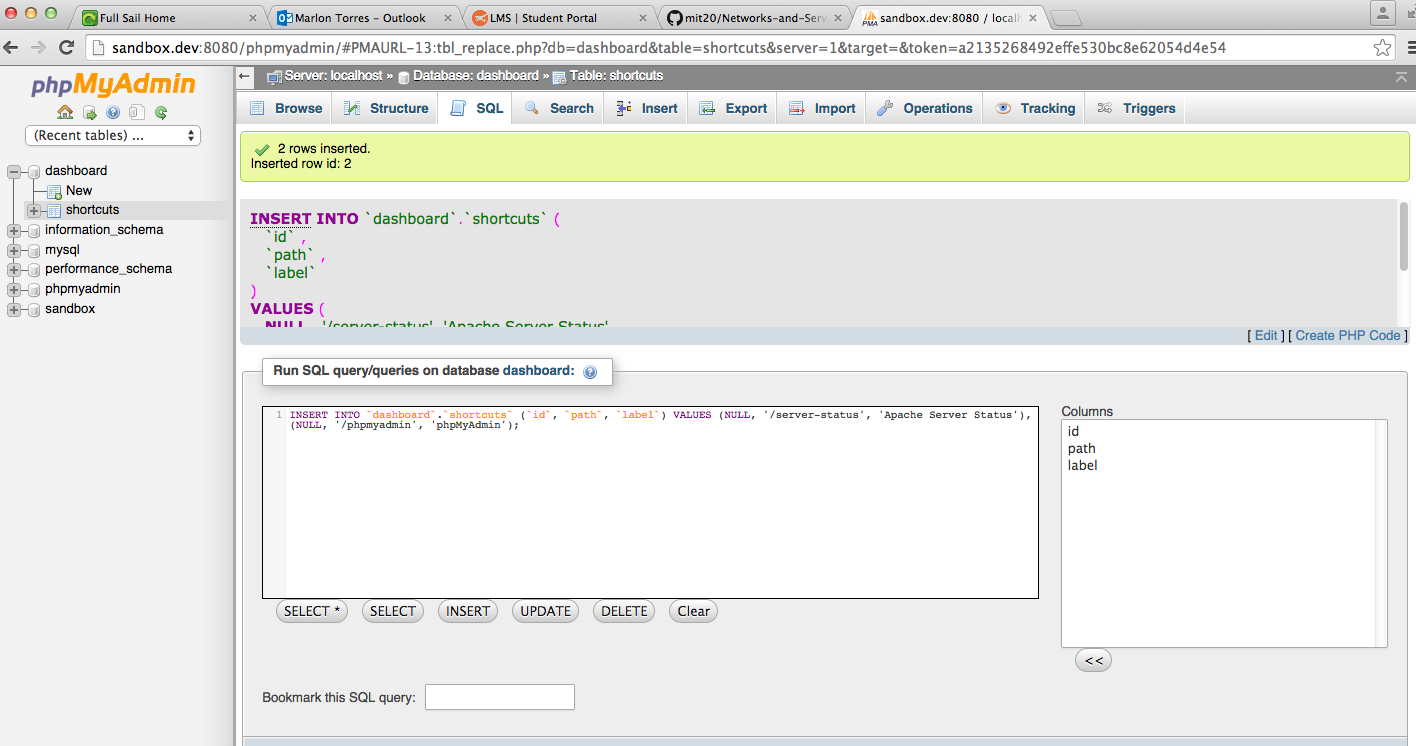 Full Sail Home
Marlon Torres - Outlook
LMS | Student Portal
mit20/Networks-and-Serv
sandbox.dev:8080 / localh
sandbox.dev:8080/phpmyadmin/#PMAURL-13:tbl_replace.php?db=dashboard&table=shortcuts&server=1&target=&token=a2135268492effe530bc8e62054d4e54
phpMyAdmin
(Recent tables) ...
dashboard
New
shortcuts
information_schema
mysql
performance_schema
phpmyadmin
sandbox
Server: localhost » Database: dashboard » Table: shortcuts
Browse Structure SQL Search Insert Export Import Operations Tracking Triggers
2 rows inserted.
Inserted row id: 2
INSERT INTO `dashboard`.`shortcuts` (
`id` ,
`path` ,
`label`
)
VALUES (
NULL , '/server-status', 'Apache Server Status'
[ Edit ] [ Create PHP Code ]
Run SQL query/queries on database dashboard:
1 INSERT INTO `dashboard`.`shortcuts` (`id`, `path`, `label`) VALUES (NULL, '/server-status', 'Apache Server Status'),
(NULL, '/phpmyadmin', 'phpMyAdmin');
Columns
id
path
label
SELECT * SELECT INSERT UPDATE DELETE Clear
<<
Bookmark this SQL query: